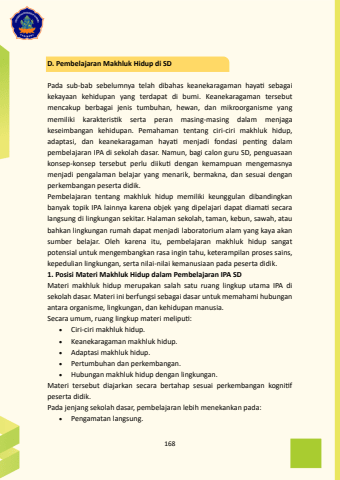 D. Pembelajaran Makhluk Hidup di SD
Pada sub-bab sebelumnya telah dibahas keanekaragaman hayati sebagai
kekayaan kehidupan yang terdapat di bumi. Keanekaragaman tersebut
mencakup berbagai jenis tumbuhan, hewan, dan mikroorganisme yang
memiliki karakteristik serta peran masing-masing dalam menjaga
keseimbangan kehidupan. Pemahaman tentang ciri-ciri makhluk hidup,
adaptasi, dan keanekaragaman hayati menjadi fondasi penting dalam
pembelajaran IPA di sekolah dasar. Namun, bagi calon guru SD, penguasaan
konsep-konsep tersebut perlu diikuti dengan kemampuan mengemasnya
menjadi pengalaman belajar yang menarik, bermakna, dan sesuai dengan
perkembangan peserta didik.
Pembelajaran tentang makhluk hidup memiliki keunggulan dibandingkan
banyak topik IPA lainnya karena objek yang dipelajari dapat diamati secara
langsung di lingkungan sekitar. Halaman sekolah, taman, kebun, sawah, atau
bahkan lingkungan rumah dapat menjadi laboratorium alam yang kaya akan
sumber belajar. Oleh karena itu, pembelajaran makhluk hidup sangat
potensial untuk mengembangkan rasa ingin tahu, keterampilan proses sains,
kepedulian lingkungan, serta nilai-nilai kemanusiaan pada peserta didik.
1. Posisi Materi Makhluk Hidup dalam Pembelajaran IPA SD
Materi makhluk hidup merupakan salah satu ruang lingkup utama IPA di
sekolah dasar. Materi ini berfungsi sebagai dasar untuk memahami hubungan
antara organisme, lingkungan, dan kehidupan manusia.
Secara umum, ruang lingkup materi meliputi:
• Ciri-ciri makhluk hidup.
• Keanekaragaman makhluk hidup.
• Adaptasi makhluk hidup.
• Pertumbuhan dan perkembangan.
• Hubungan makhluk hidup dengan lingkungan.
Materi tersebut diajarkan secara bertahap sesuai perkembangan kognitif
peserta didik.
Pada jenjang sekolah dasar, pembelajaran lebih menekankan pada:
• Pengamatan langsung.
168